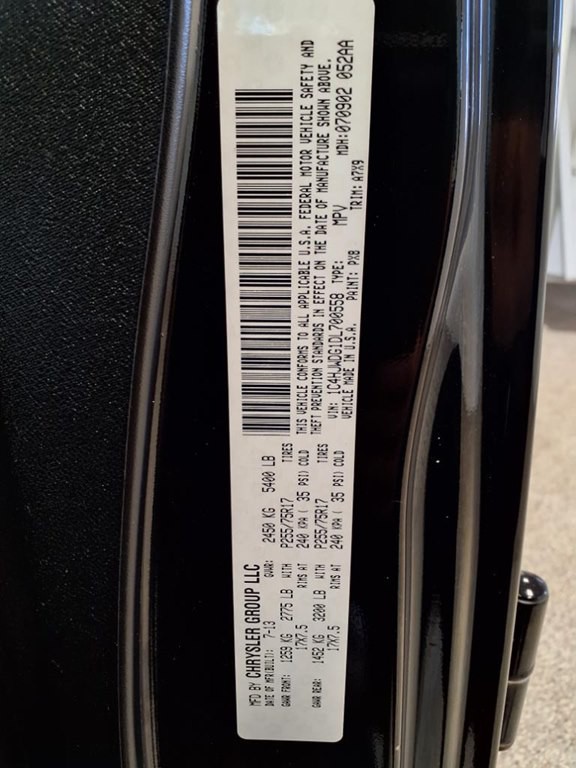 MFD BY CHRYSLER GROUP LLC
DATE OF MFR(BUILT): 7-13 GVWR: 2450 KG 5400 LB
GAWR FRONT: 1259 KG 2775 LB WITH P255/75R17 TIRES
17X7.5 RIMS AT 240 KPA ( 35 PSI) COLD
GAWR REAR: 1452 KG 3200 LB WITH P255/75R17 TIRES
17X7.5 RIMS AT 240 KPA ( 35 PSI) COLD
THIS VEHICLE CONFORMS TO ALL APPLICABLE U.S.A. FEDERAL MOTOR VEHICLE SAFETY AND
THEFT PREVENTION STANDARDS IN EFFECT ON THE DATE OF MANUFACTURE SHOWN ABOVE.
VIN: 1C4HJWDG1DL700558 TYPE: MPV MDH:070902 052AA
VEHICLE MADE IN U.S.A. PAINT: PX8 TRIM: A7X9